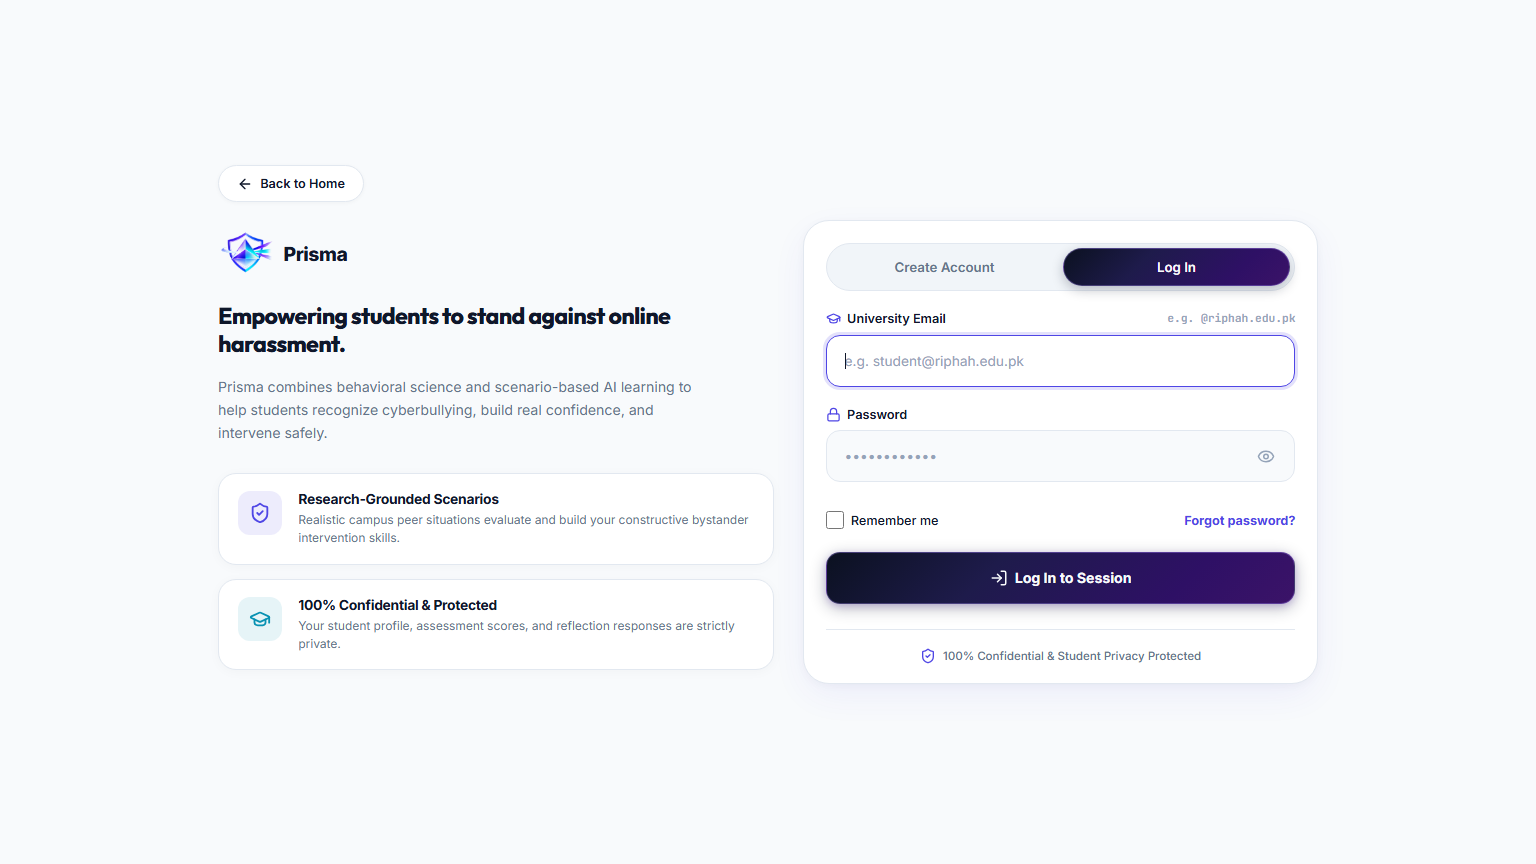 Back to Home
Prisma
Empowering students to stand against online
harassment.
Prisma combines behavioral science and scenario-based AI learning to
help students recognize cyberbullying, build real confidence, and
intervene safely.
Research-Grounded Scenarios
Realistic campus peer situations evaluate and build your constructive bystander
intervention skills.
100% Confidential & Protected
Your student profile, assessment scores, and reflection responses are strictly
private.
Create Account
Log In
University Email
e.g. @riphah.edu.pk
e.g. student@riphah.edu.pk
Password
••••••••••••
Remember me
Forgot password?
Log In to Session
100% Confidential & Student Privacy Protected